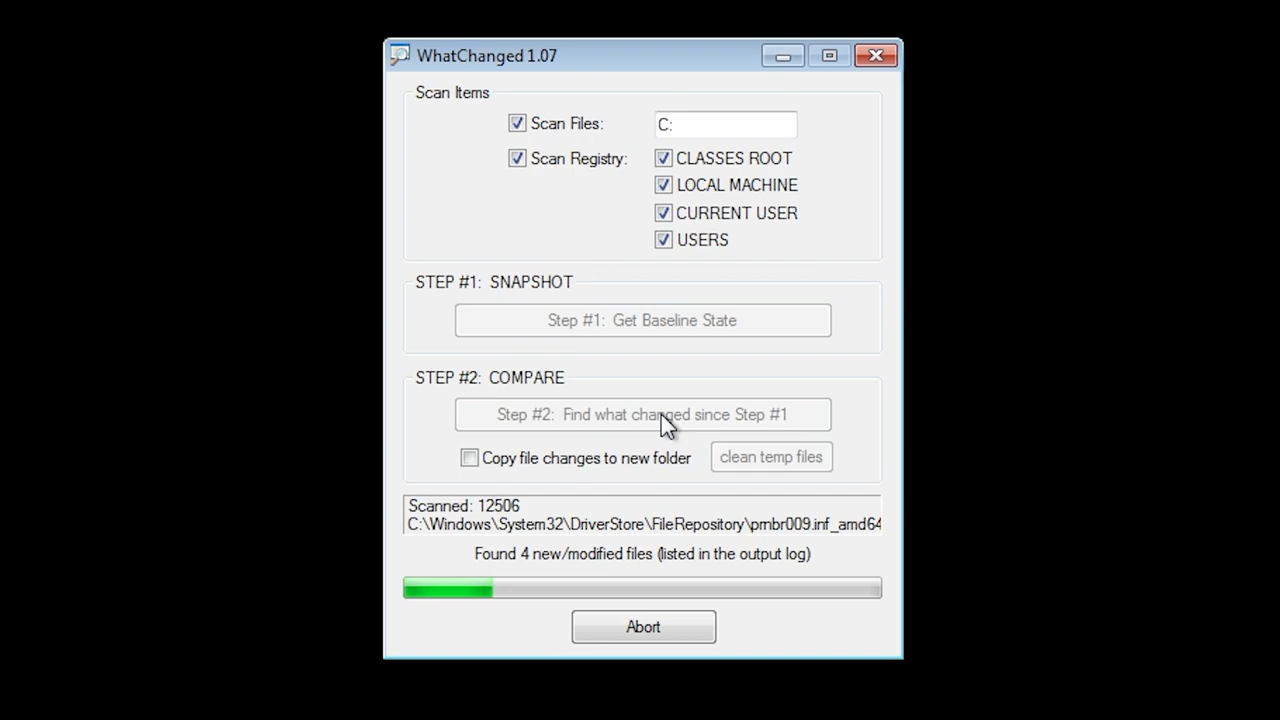 WhatChanged 1.07
Scan Items
Scan Files: C:
Scan Registry: CLASSES ROOT
LOCAL MACHINE
CURRENT USER
USERS
STEP #1: SNAPSHOT
Step #1: Get Baseline State
STEP #2: COMPARE
Step #2: Find what changed since Step #1
Copy file changes to new folder clean temp files
Scanned: 12506
C:\Windows\System32\DriverStore\FileRepository\prnbr009.inf_amd64
Found 4 new/modified files (listed in the output log)
Abort